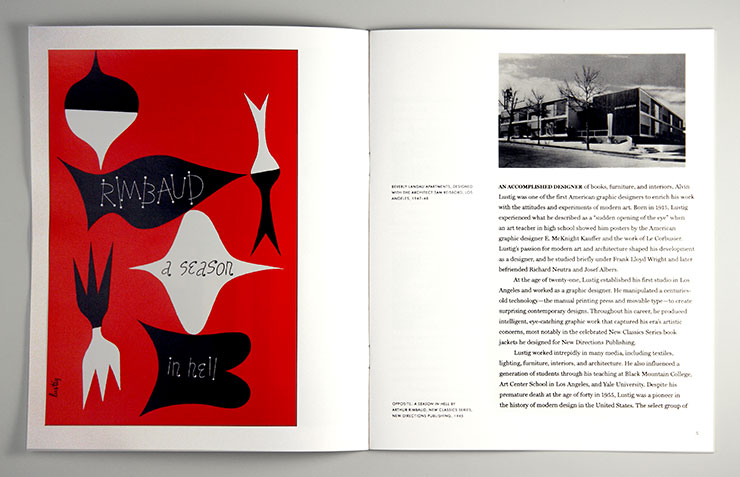 RIMBAUD
a season
in hell
lustig
BEVERLY LANDAU APARTMENTS, DESIGNED
WITH THE ARCHITECT SAM REISBORD, LOS
ANGELES, 1947–48
AN ACCOMPLISHED DESIGNER of books, furniture, and interiors, Alvin
Lustig was one of the first American graphic designers to enrich his work
with the attitudes and experiments of modern art. Born in 1915, Lustig
experienced what he described as a “sudden opening of the eye” when
an art teacher in high school showed him posters by the American
graphic designer E. McKnight Kauffer and the work of Le Corbusier.
Lustig’s passion for modern art and architecture shaped his development
as a designer, and he studied briefly under Frank Lloyd Wright and later
befriended Richard Neutra and Josef Albers.
At the age of twenty-one, Lustig established his first studio in Los
Angeles and worked as a graphic designer. He manipulated a centuries-
old technology—the manual printing press and movable type—to create
surprising contemporary designs. Throughout his career, he produced
intelligent, eye-catching graphic work that captured his era’s artistic
concerns, most notably in the celebrated New Classics Series book
jackets he designed for New Directions Publishing.
Lustig worked intrepidly in many media, including textiles,
lighting, furniture, interiors, and architecture. He also influenced a
generation of students through his teaching at Black Mountain College,
Art Center School in Los Angeles, and Yale University. Despite his
premature death at the age of forty in 1955, Lustig was a pioneer in
the history of modern design in the United States. The select group of
OPPOSITE: A SEASON IN HELL BY
ARTHUR RIMBAUD, NEW CLASSICS SERIES,
NEW DIRECTIONS PUBLISHING, 1945